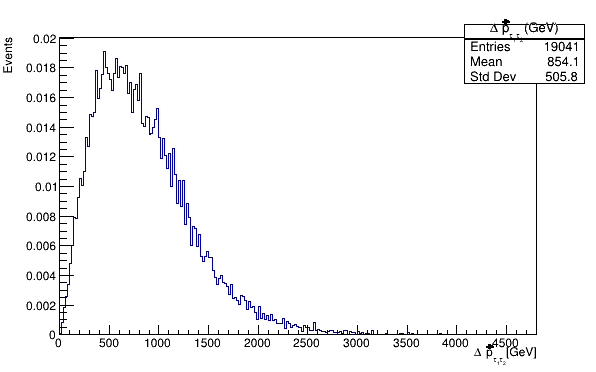 Δ p⃗τ₁τ₂ (GeV)
Entries 19041
Mean 854.1
Std Dev 505.8
Events
0.02
0.018
0.016
0.014
0.012
0.01
0.008
0.006
0.004
0.002
0
0 500 1000 1500 2000 2500 3000 3500 4000 4500
Δ p⃗τ₁τ₂ [GeV]